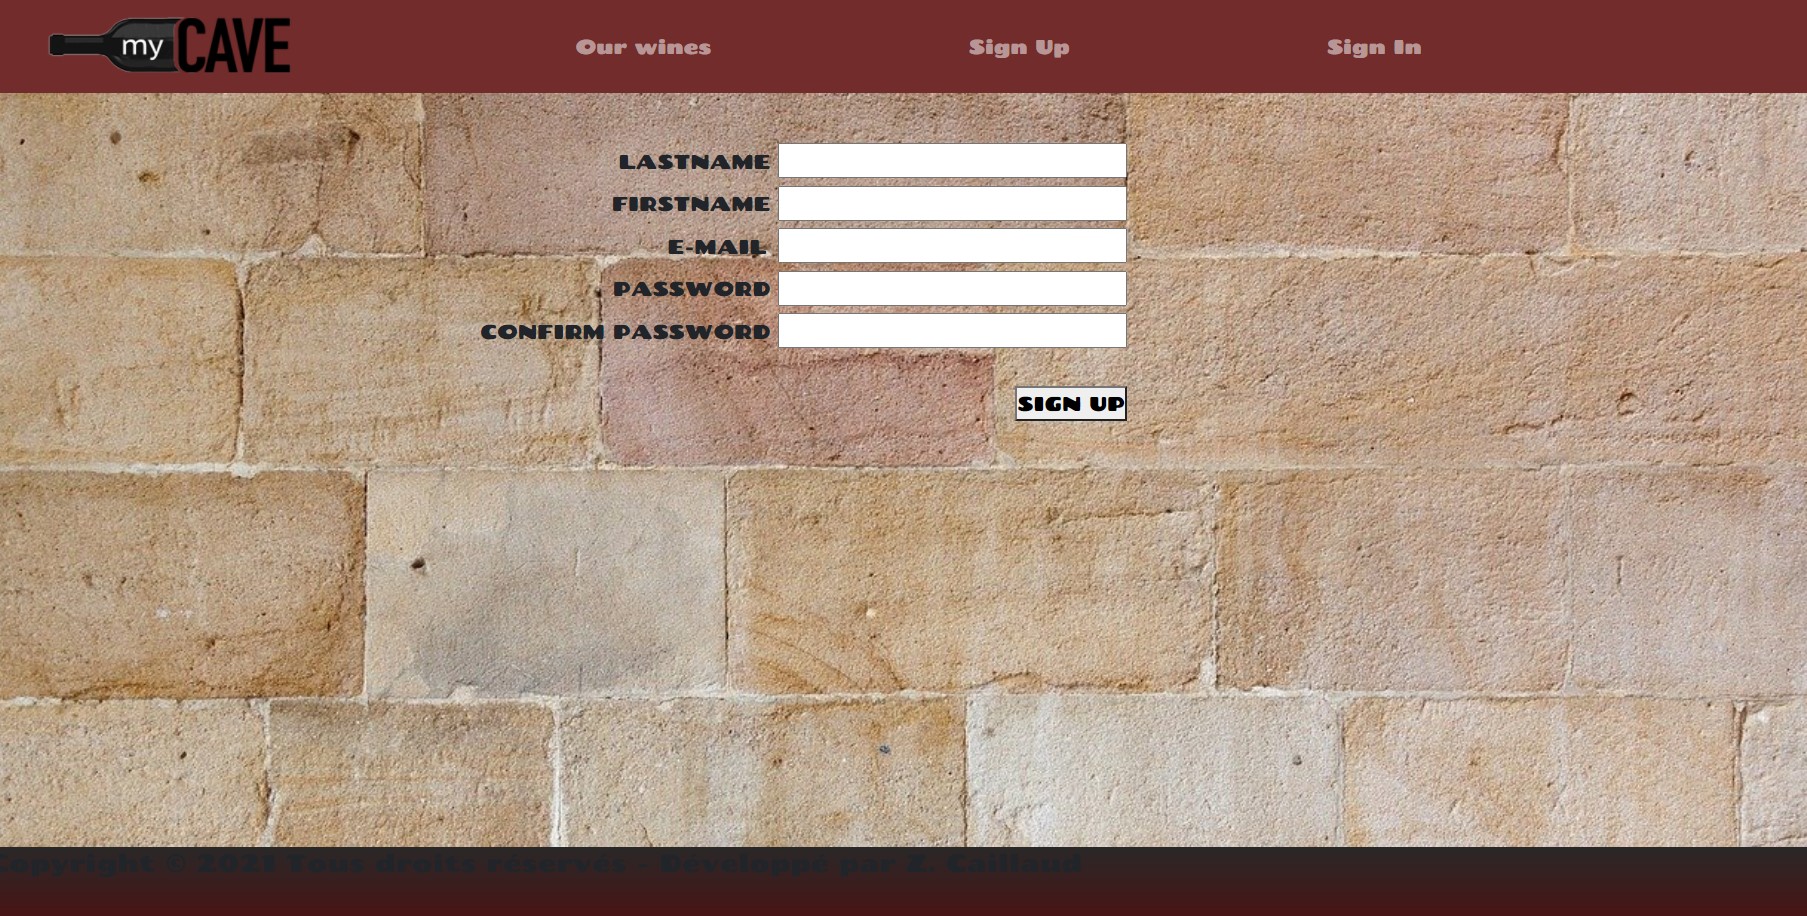 my CAVE
Our wines
Sign Up
Sign In
LASTNAME
FIRSTNAME
E-MAIL
PASSWORD
CONFIRM PASSWORD
SIGN UP
Copyright © 2021 Tous droits réservés - Développé par Z. Caillaud